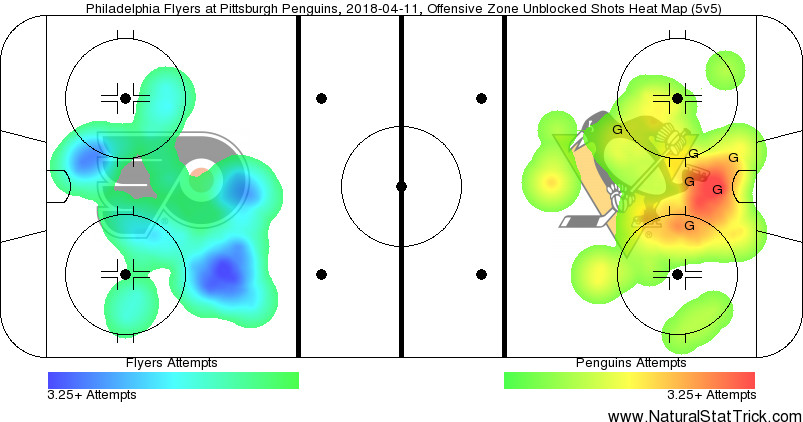 Philadelphia Flyers at Pittsburgh Penguins, 2018-04-11, Offensive Zone Unblocked Shots Heat Map (5v5)
G
G
G
G
G
G
Flyers Attempts
Penguins Attempts
3.25+ Attempts
3.25+ Attempts
www.NaturalStatTrick.com